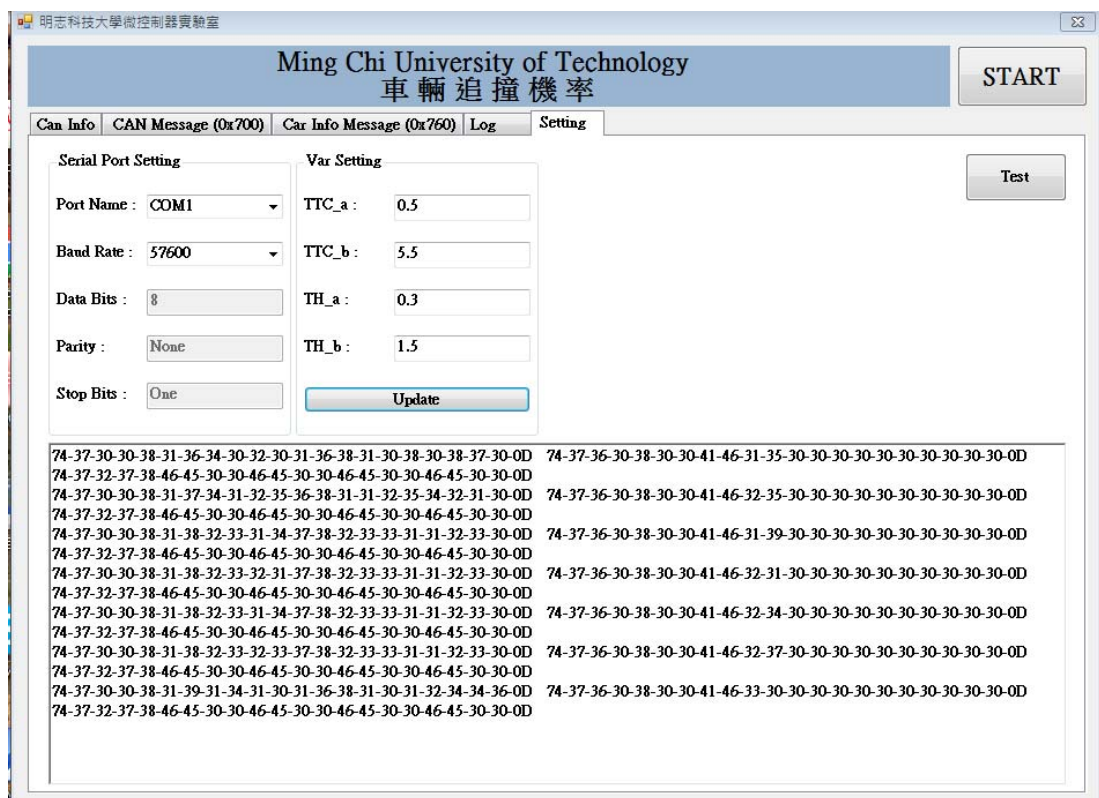 明志科技大學微控制器實驗室
Ming Chi University of Technology
車輛追撞機率
START
Can Info CAN Message (0x700) Car Info Message (0x760) Log Setting
Serial Port Setting Var Setting
Test
Port Name : COM1 TTC_a : 0.5
Baud Rate : 57600 TTC_b : 5.5
Data Bits : 8 TH_a : 0.3
Parity : None TH_b : 1.5
Stop Bits : One Update
74-37-30-30-38-31-36-34-30-32-30-31-36-38-31-30-38-30-38-37-30-0D 74-37-36-30-38-30-30-41-46-31-35-30-30-30-30-30-30-30-30-30-30-0D
74-37-32-37-38-46-45-30-30-46-45-30-30-46-45-30-30-46-45-30-30-0D
74-37-30-30-38-31-37-34-31-32-35-36-38-31-31-32-35-34-32-31-30-0D 74-37-36-30-38-30-30-41-46-32-35-30-30-30-30-30-30-30-30-30-30-0D
74-37-32-37-38-46-45-30-30-46-45-30-30-46-45-30-30-46-45-30-30-0D
74-37-30-30-38-31-38-32-33-31-34-37-38-32-33-33-31-31-32-33-30-0D 74-37-36-30-38-30-30-41-46-31-39-30-30-30-30-30-30-30-30-30-30-0D
74-37-32-37-38-46-45-30-30-46-45-30-30-46-45-30-30-46-45-30-30-0D
74-37-30-30-38-31-38-32-33-32-31-37-38-32-33-33-31-31-32-33-30-0D 74-37-36-30-38-30-30-41-46-32-31-30-30-30-30-30-30-30-30-30-30-0D
74-37-32-37-38-46-45-30-30-46-45-30-30-46-45-30-30-46-45-30-30-0D
74-37-30-30-38-31-38-32-33-31-34-37-38-32-33-33-31-31-32-33-30-0D 74-37-36-30-38-30-30-41-46-32-34-30-30-30-30-30-30-30-30-30-30-0D
74-37-32-37-38-46-45-30-30-46-45-30-30-46-45-30-30-46-45-30-30-0D
74-37-30-30-38-31-38-32-33-32-33-37-38-32-33-33-31-31-32-33-30-0D 74-37-36-30-38-30-30-41-46-32-37-30-30-30-30-30-30-30-30-30-30-0D
74-37-32-37-38-46-45-30-30-46-45-30-30-46-45-30-30-46-45-30-30-0D
74-37-30-30-38-31-39-31-34-31-30-31-36-38-31-30-31-32-34-34-36-0D 74-37-36-30-38-30-30-41-46-33-30-30-30-30-30-30-30-30-30-30-30-0D
74-37-32-37-38-46-45-30-30-46-45-30-30-46-45-30-30-46-45-30-30-0D